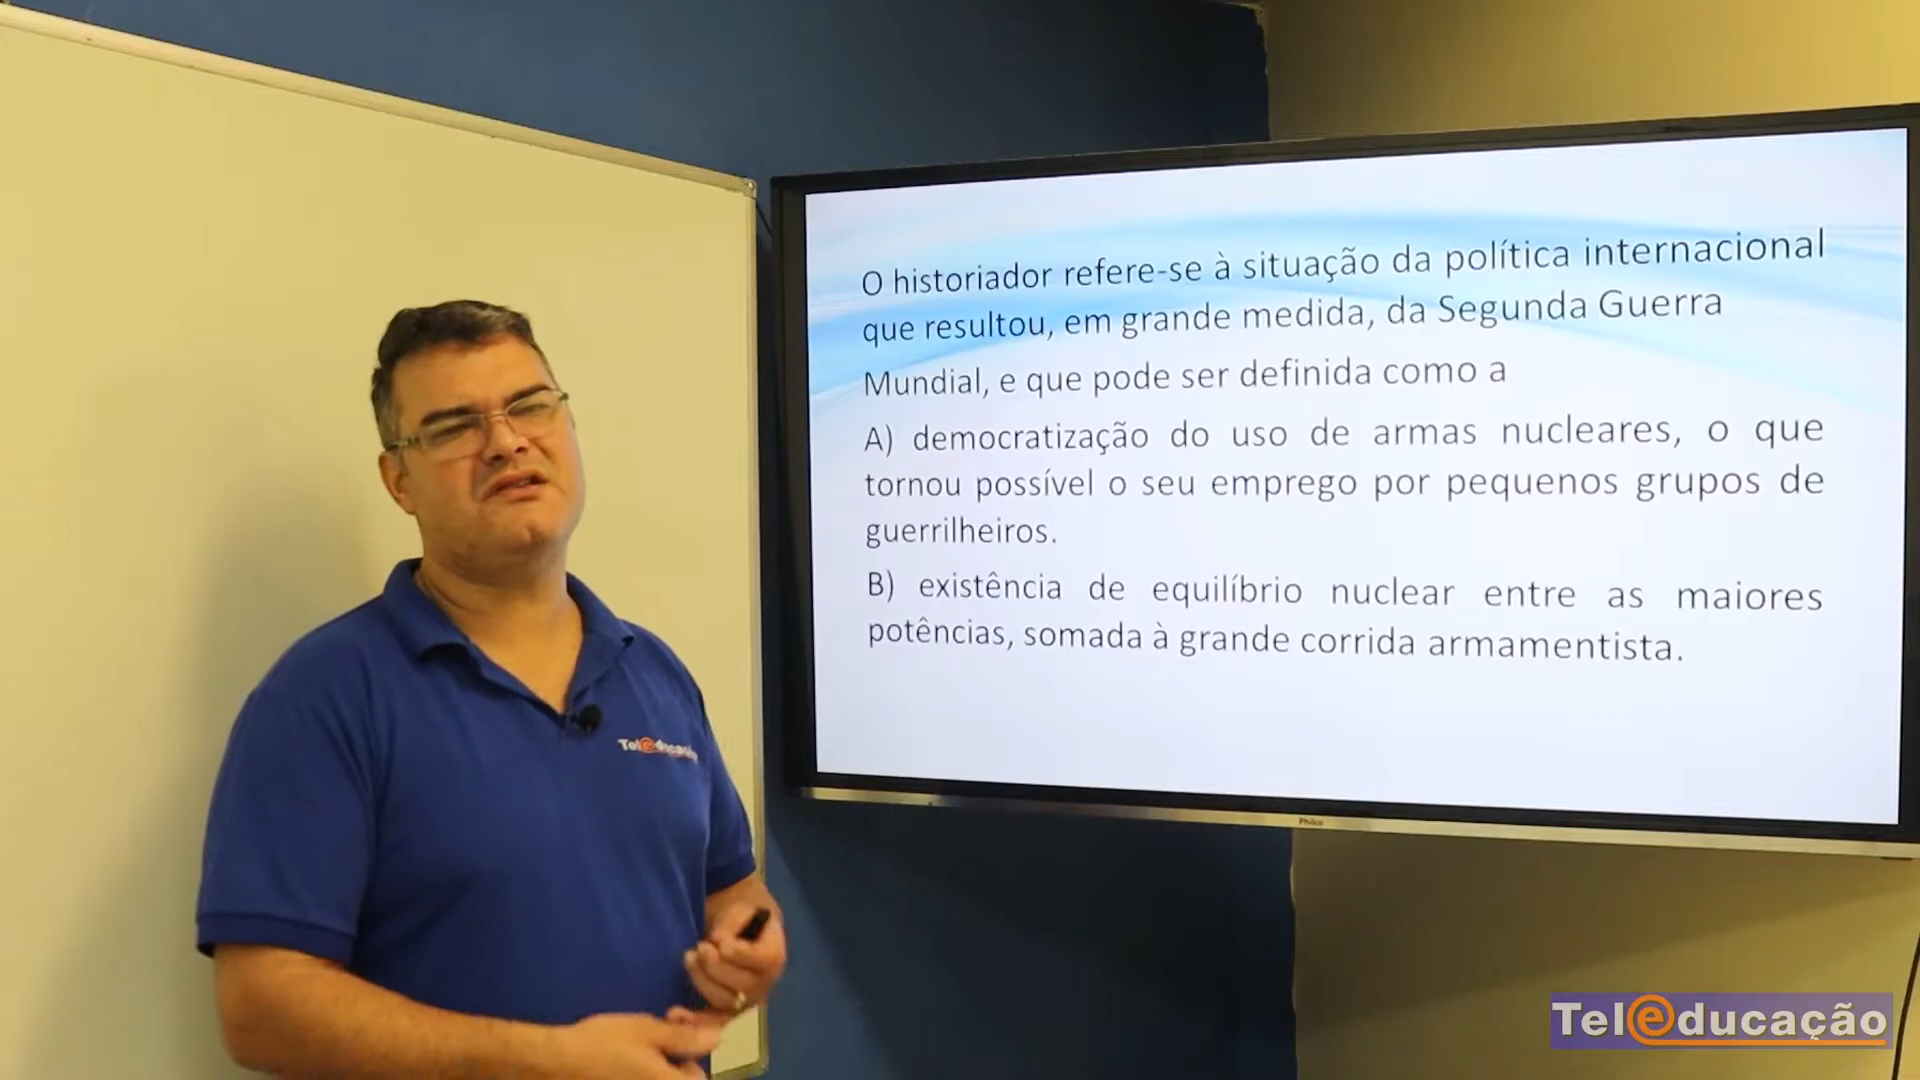 O historiador refere-se à situação da política internacional
que resultou, em grande medida, da Segunda Guerra
Mundial, e que pode ser definida como a
A) democratização do uso de armas nucleares, o que
tornou possível o seu emprego por pequenos grupos de
guerrilheiros.
B) existência de equilíbrio nuclear entre as maiores
potências, somada à grande corrida armamentista.
Teleducação
Philco
Teleducação